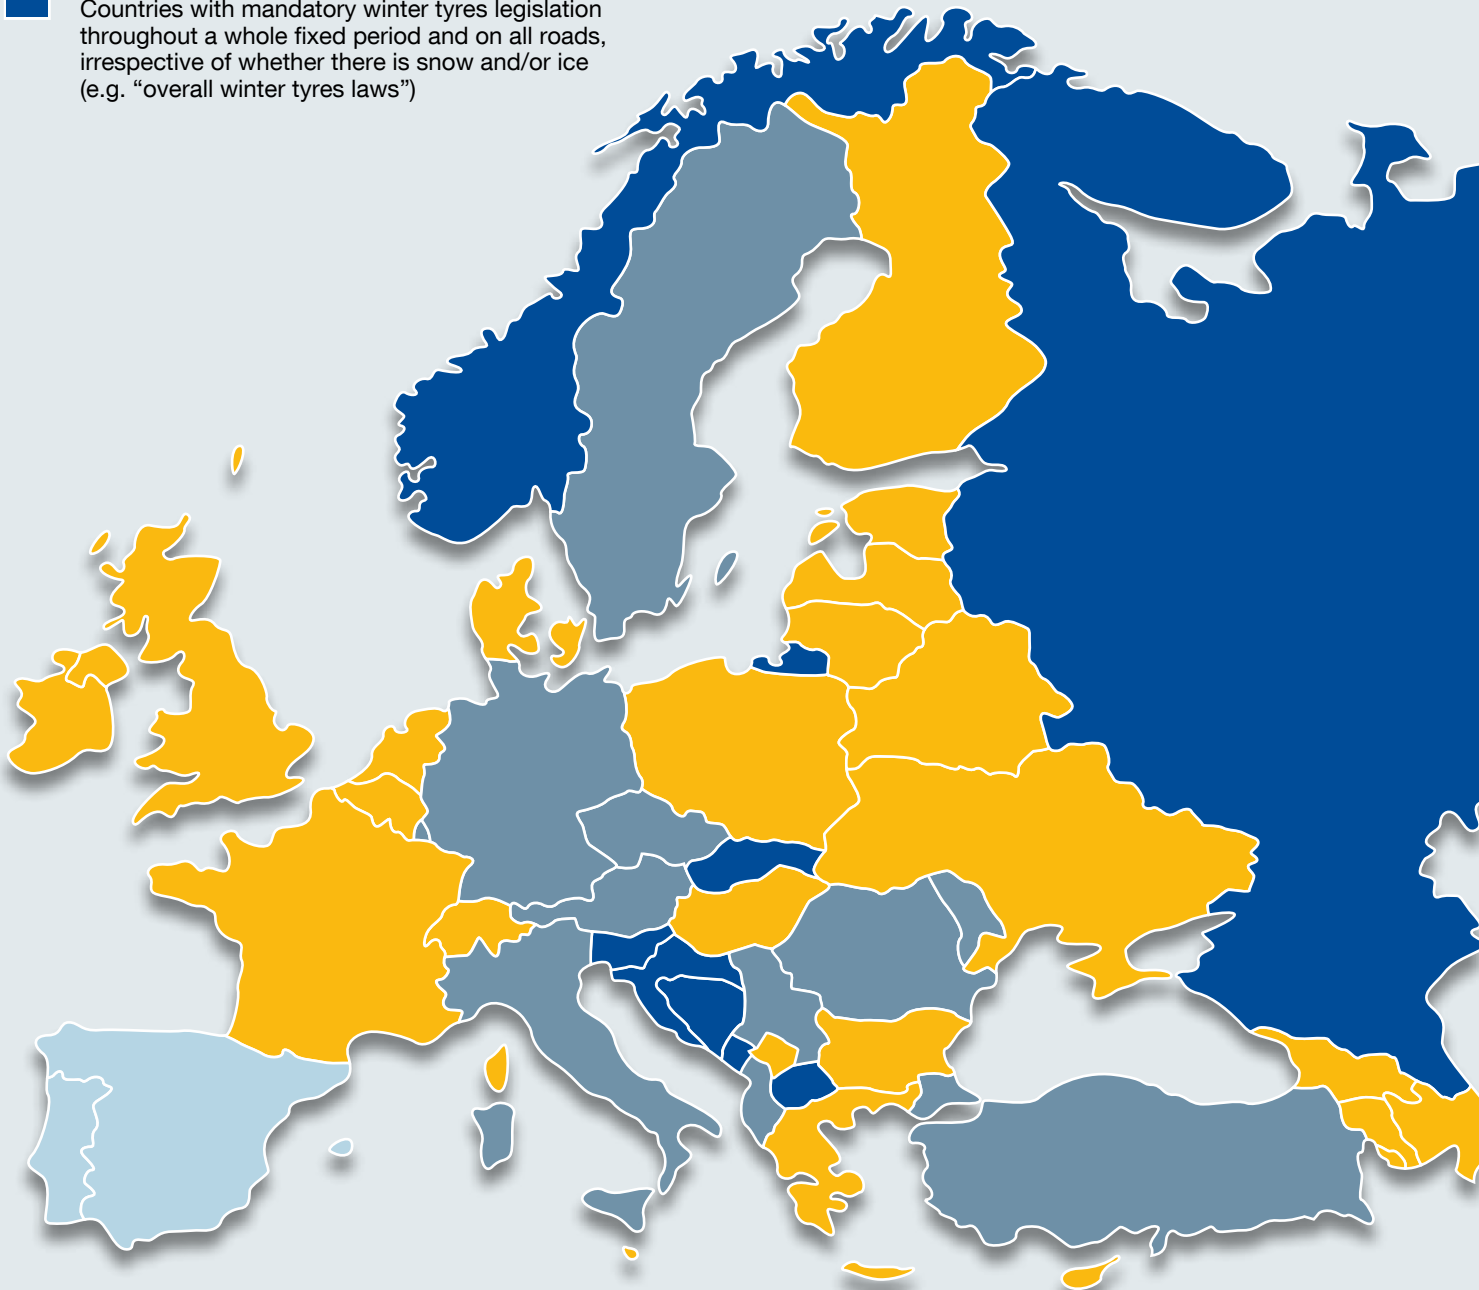 Countries with mandatory winter tyres legislation
throughout a whole fixed period and on all roads,
irrespective of whether there is snow and/or ice
(e.g. “overall winter tyres laws”)